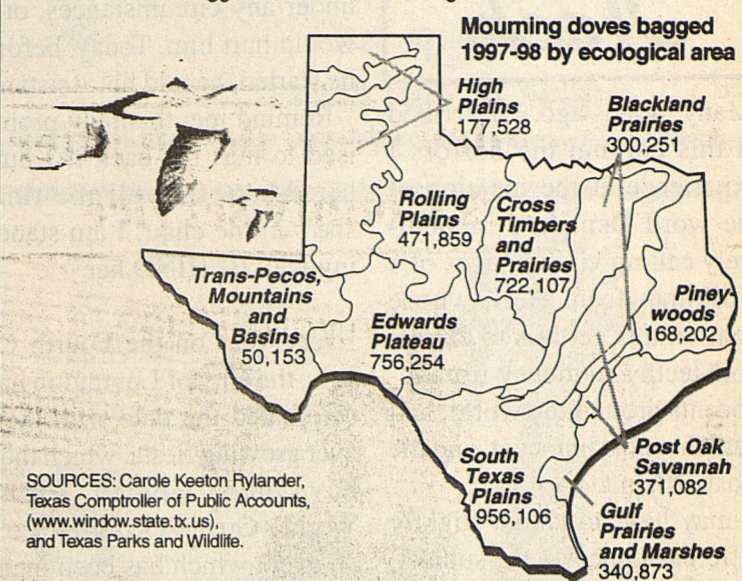 Mourning doves bagged
1997-98 by ecological area
High
Plains
177,528
Blackland
Prairies
300,251
Rolling
Plains
471,859
Cross
Timbers
and
Prairies
722,107
Trans-Pecos,
Mountains
and
Basins
50,153
Edwards
Plateau
756,254
Piney-
woods
168,202
South
Texas
Plains
956,106
Post Oak
Savannah
371,082
Gulf
Prairies
and Marshes
340,873
SOURCES: Carole Keeton Rylander,
Texas Comptroller of Public Accounts,
(www.window.state.tx.us),
and Texas Parks and Wildlife.